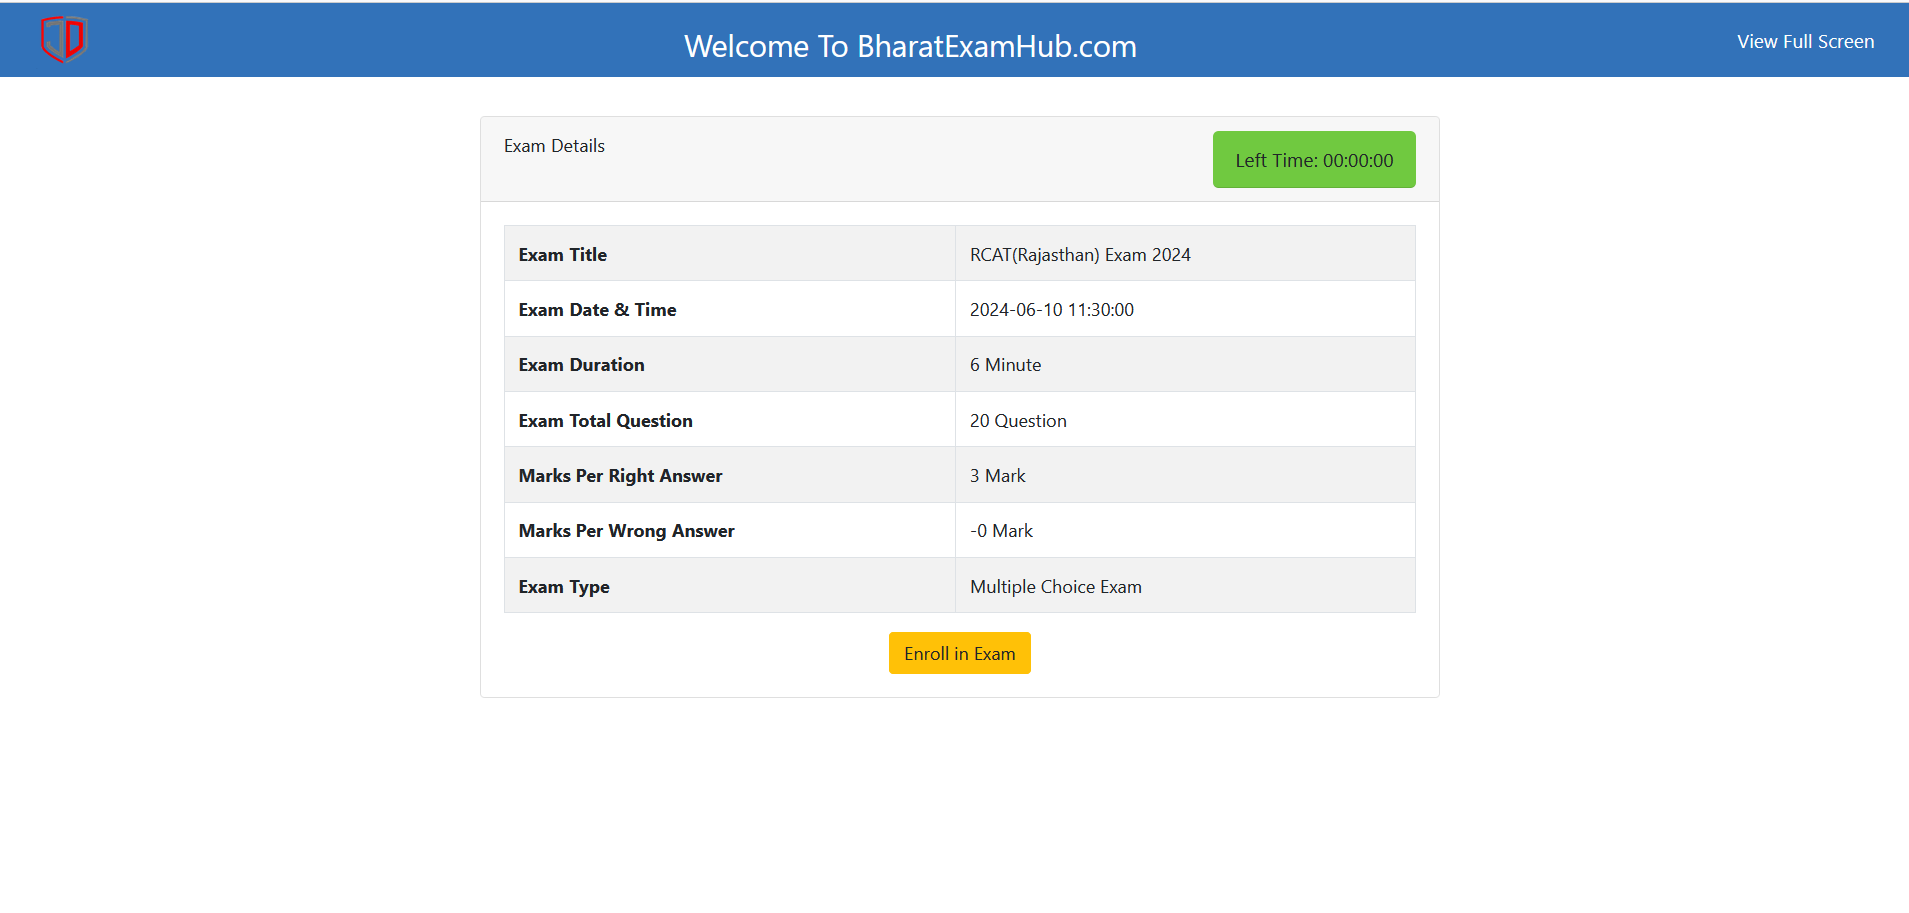 JD
Welcome To BharatExamHub.com
View Full Screen
Exam Details
Left Time: 00:00:00
Exam Title RCAT(Rajasthan) Exam 2024
Exam Date & Time 2024-06-10 11:30:00
Exam Duration 6 Minute
Exam Total Question 20 Question
Marks Per Right Answer 3 Mark
Marks Per Wrong Answer -0 Mark
Exam Type Multiple Choice Exam
Enroll in Exam